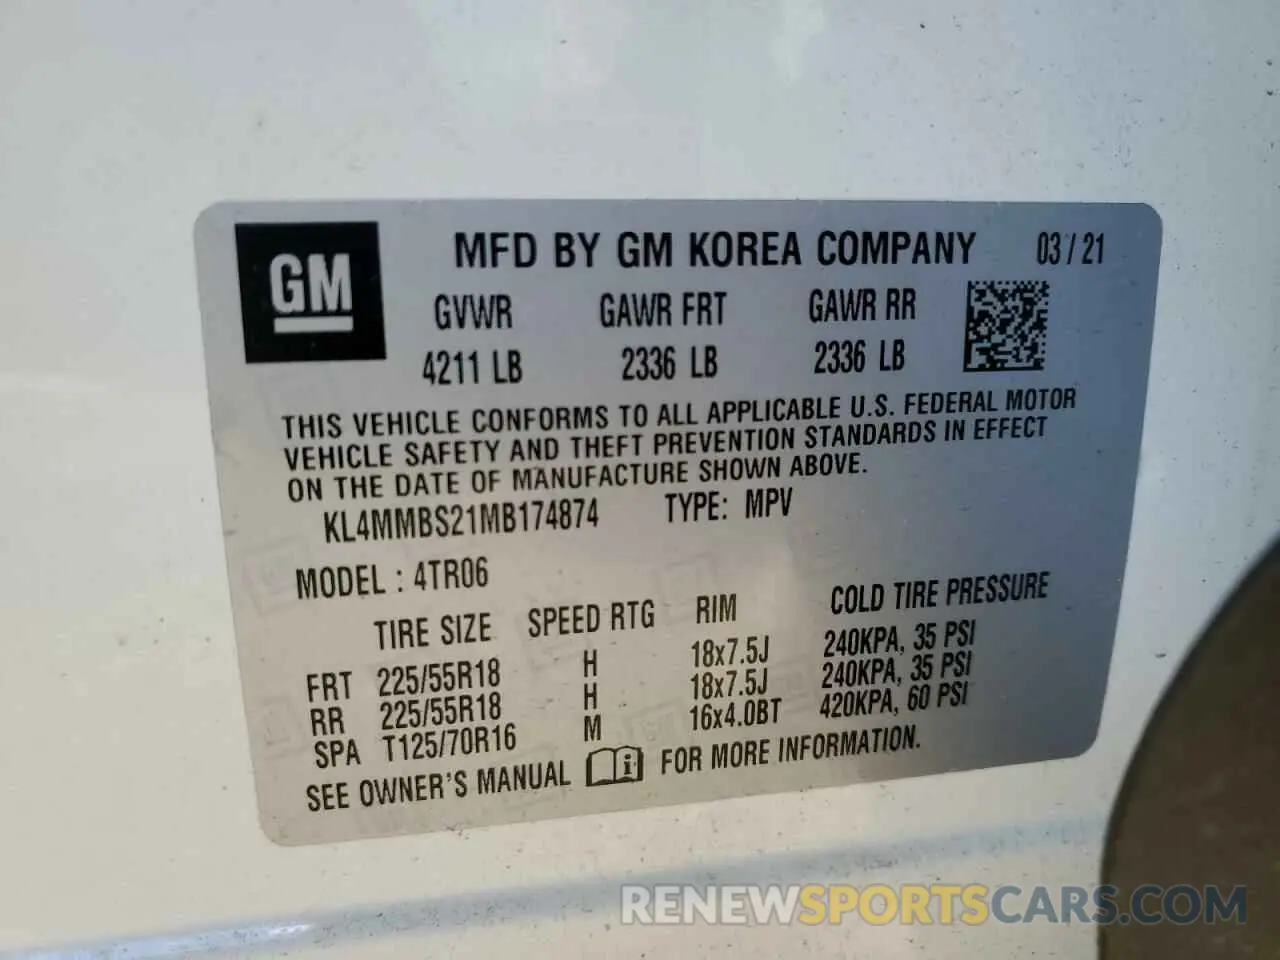 GM
MFD BY GM KOREA COMPANY 03/21
GVWR GAWR FRT GAWR RR
4211 LB 2336 LB 2336 LB
THIS VEHICLE CONFORMS TO ALL APPLICABLE U.S. FEDERAL MOTOR
VEHICLE SAFETY AND THEFT PREVENTION STANDARDS IN EFFECT
ON THE DATE OF MANUFACTURE SHOWN ABOVE.
KL4MMBS21MB174874 TYPE: MPV
MODEL : 4TR06
TIRE SIZE SPEED RTG RIM COLD TIRE PRESSURE
FRT 225/55R18 H 18x7.5J 240KPA, 35 PSI
RR 225/55R18 H 18x7.5J 240KPA, 35 PSI
SPA T125/70R16 M 16x4.0BT 420KPA, 60 PSI
SEE OWNER'S MANUAL i FOR MORE INFORMATION.
RENEWSPORTSCARS.COM